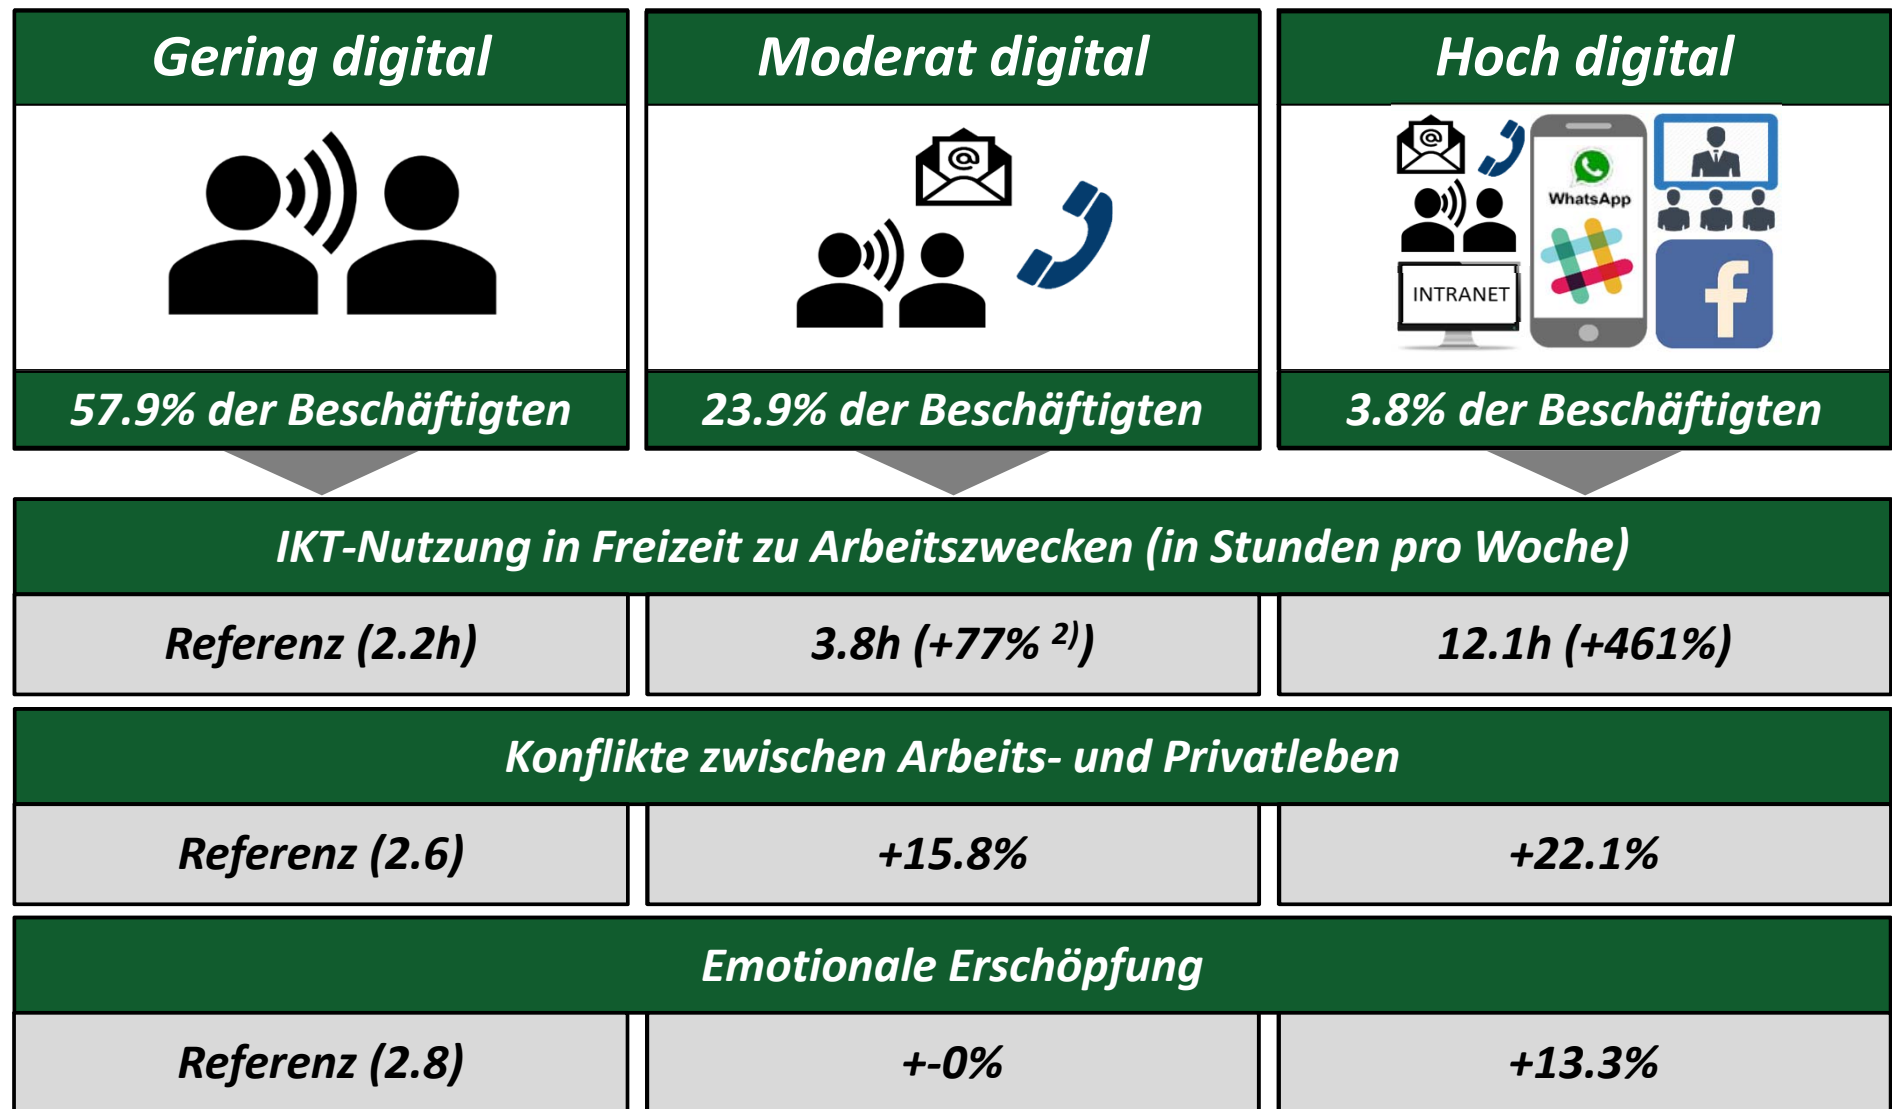 Gering digital
Moderat digital
Hoch digital
@
@
WhatsApp
INTRANET
f
57.9% der Beschäftigten
23.9% der Beschäftigten
3.8% der Beschäftigten
IKT-Nutzung in Freizeit zu Arbeitszwecken (in Stunden pro Woche)
Referenz (2.2h)
3.8h (+77% ²⁾)
12.1h (+461%)
Konflikte zwischen Arbeits- und Privatleben
Referenz (2.6)
+15.8%
+22.1%
Emotionale Erschöpfung
Referenz (2.8)
+-0%
+13.3%